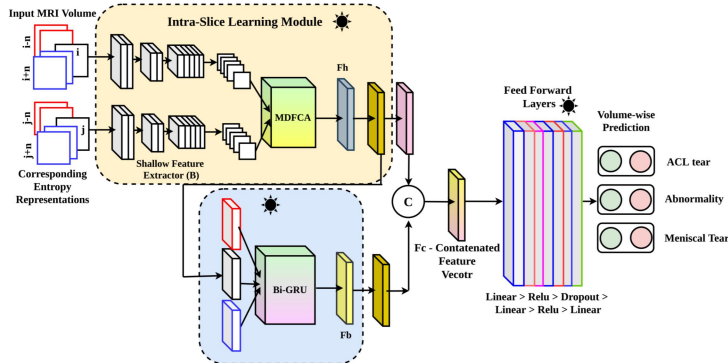 Input MRI Volume
Intra-Slice Learning Module
i-n
i
i+n
j-n
j
j+n
Corresponding
Entropy
Representations
Shallow Feature
Extractor (B)
MDFCA
Fh
C
Bi-GRU
Fb
Fc - Contatenated
Feature
Vecotr
Feed Forward
Layers
Linear > Relu > Dropout >
Linear > Relu > Linear
Volume-wise
Prediction
ACL tear
Abnormality
Meniscal Tear